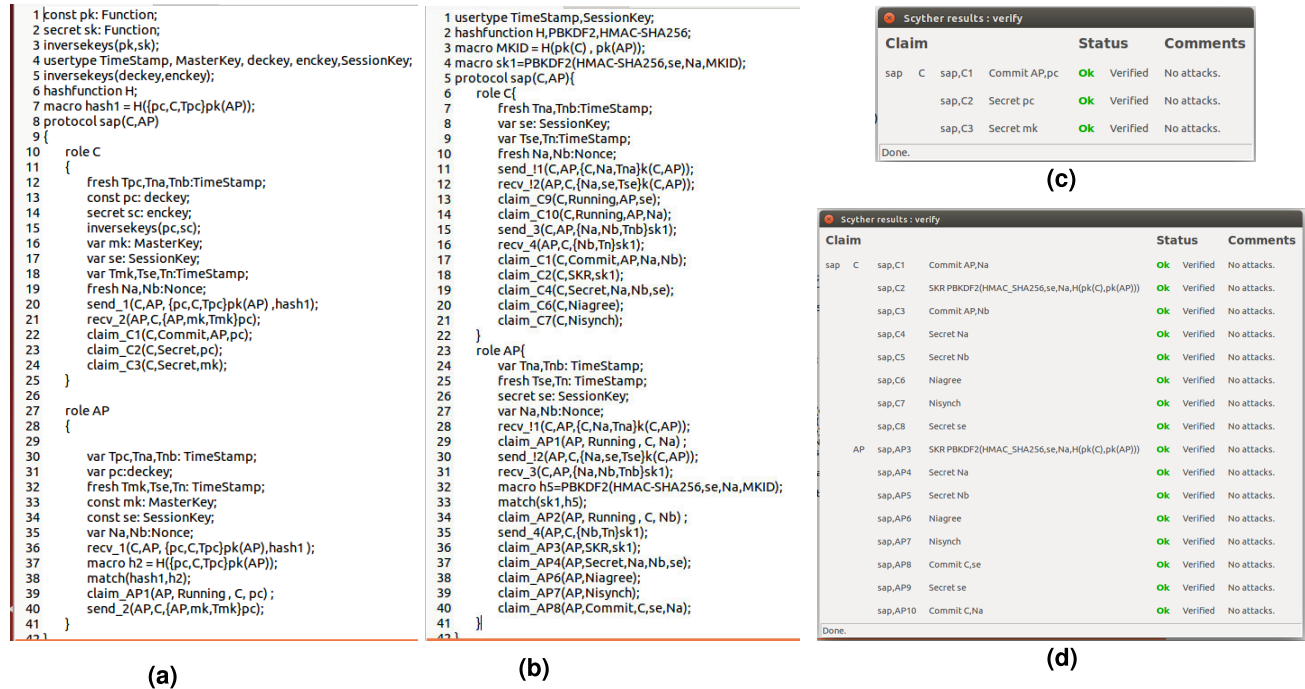 1 const pk: Function;
2 secret sk: Function;
3 inversekeys(pk,sk);
4 usertype TimeStamp, MasterKey, deckey, enckey,SessionKey;
5 inversekeys(deckey,enckey);
6 hashfunction H;
7 macro hash1 = H({pc,C,Tpc}pk(AP));
8 protocol sap(C,AP)
9 {
10 role C
11 {
12 fresh Tpc,Tna,Tnb:TimeStamp;
13 const pc: deckey;
14 secret sc: enckey;
15 inversekeys(pc,sc);
16 var mk: MasterKey;
17 var se: SessionKey;
18 var Tmk,Tse,Tn:TimeStamp;
19 fresh Na,Nb:Nonce;
20 send_1(C,AP, {pc,C,Tpc}pk(AP) ,hash1);
21 recv_2(AP,C,{AP,mk,Tmk}pc);
22 claim_C1(C,Commit,AP,pc);
23 claim_C2(C,Secret,pc);
24 claim_C3(C,Secret,mk);
25 }
26
27 role AP
28 {
29
30 var Tpc,Tna,Tnb: TimeStamp;
31 var pc:deckey;
32 fresh Tmk,Tse,Tn: TimeStamp;
33 const mk: MasterKey;
34 const se: SessionKey;
35 var Na,Nb:Nonce;
36 recv_1(C,AP, {pc,C,Tpc}pk(AP),hash1 );
37 macro h2 = H({pc,C,Tpc}pk(AP));
38 match(hash1,h2);
39 claim_AP1(AP, Running , C, pc) ;
40 send_2(AP,C,{AP,mk,Tmk}pc);
41 }
42 }
(a)
1 usertype TimeStamp,SessionKey;
2 hashfunction H,PBKDF2,HMAC-SHA256;
3 macro MKID = H(pk(C) , pk(AP));
4 macro sk1=PBKDF2(HMAC-SHA256,se,Na,MKID);
5 protocol sap(C,AP){
6 role C{
7 fresh Tna,Tnb:TimeStamp;
8 var se: SessionKey;
9 var Tse,Tn:TimeStamp;
10 fresh Na,Nb:Nonce;
11 send_!1(C,AP,{C,Na,Tna}k(C,AP));
12 recv_!2(AP,C,{Na,se,Tse}k(C,AP));
13 claim_C9(C,Running,AP,se);
14 claim_C10(C,Running,AP,Na);
15 send_3(C,AP,{Na,Nb,Tnb}sk1);
16 recv_4(AP,C,{Nb,Tn}sk1);
17 claim_C1(C,Commit,AP,Na,Nb);
18 claim_C2(C,SKR,sk1);
19 claim_C4(C,Secret,Na,Nb,se);
20 claim_C6(C,Niagree);
21 claim_C7(C,Nisynch);
22 }
23 role AP{
24 var Tna,Tnb: TimeStamp;
25 fresh Tse,Tn: TimeStamp;
26 secret se: SessionKey;
27 var Na,Nb:Nonce;
28 recv_!1(C,AP,{C,Na,Tna}k(C,AP));
29 claim_AP1(AP, Running , C, Na) ;
30 send_!2(AP,C,{Na,se,Tse}k(C,AP));
31 recv_3(C,AP,{Na,Nb,Tnb}sk1);
32 macro h5=PBKDF2(HMAC-SHA256,se,Na,MKID);
33 match(sk1,h5);
34 claim_AP2(AP, Running , C, Nb) ;
35 send_4(AP,C,{Nb,Tn}sk1);
36 claim_AP3(AP,SKR,sk1);
37 claim_AP4(AP,Secret,Na,Nb,se);
38 claim_AP6(AP,Niagree);
39 claim_AP7(AP,Nisynch);
40 claim_AP8(AP,Commit,C,se,Na);
41 }
42 }
(b)
Scyther results : verify
Claim Status Comments
sap C sap,C1 Commit AP,pc Ok Verified No attacks.
sap,C2 Secret pc Ok Verified No attacks.
sap,C3 Secret mk Ok Verified No attacks.
Done.
(c)
Scyther results : verify
Claim Status Comments
sap C sap,C1 Commit AP,Na Ok Verified No attacks.
sap,C2 SKR PBKDF2(HMAC_SHA256,se,Na,H(pk(C),pk(AP))) Ok Verified No attacks.
sap,C3 Commit AP,Nb Ok Verified No attacks.
sap,C4 Secret Na Ok Verified No attacks.
sap,C5 Secret Nb Ok Verified No attacks.
sap,C6 Niagree Ok Verified No attacks.
sap,C7 Nisynch Ok Verified No attacks.
sap,C8 Secret se Ok Verified No attacks.
AP sap,AP3 SKR PBKDF2(HMAC_SHA256,se,Na,H(pk(C),pk(AP))) Ok Verified No attacks.
sap,AP4 Secret Na Ok Verified No attacks.
sap,AP5 Secret Nb Ok Verified No attacks.
sap,AP6 Niagree Ok Verified No attacks.
sap,AP7 Nisynch Ok Verified No attacks.
sap,AP8 Commit C,se Ok Verified No attacks.
sap,AP9 Secret se Ok Verified No attacks.
sap,AP10 Commit C,Na Ok Verified No attacks.
Done.
(d)